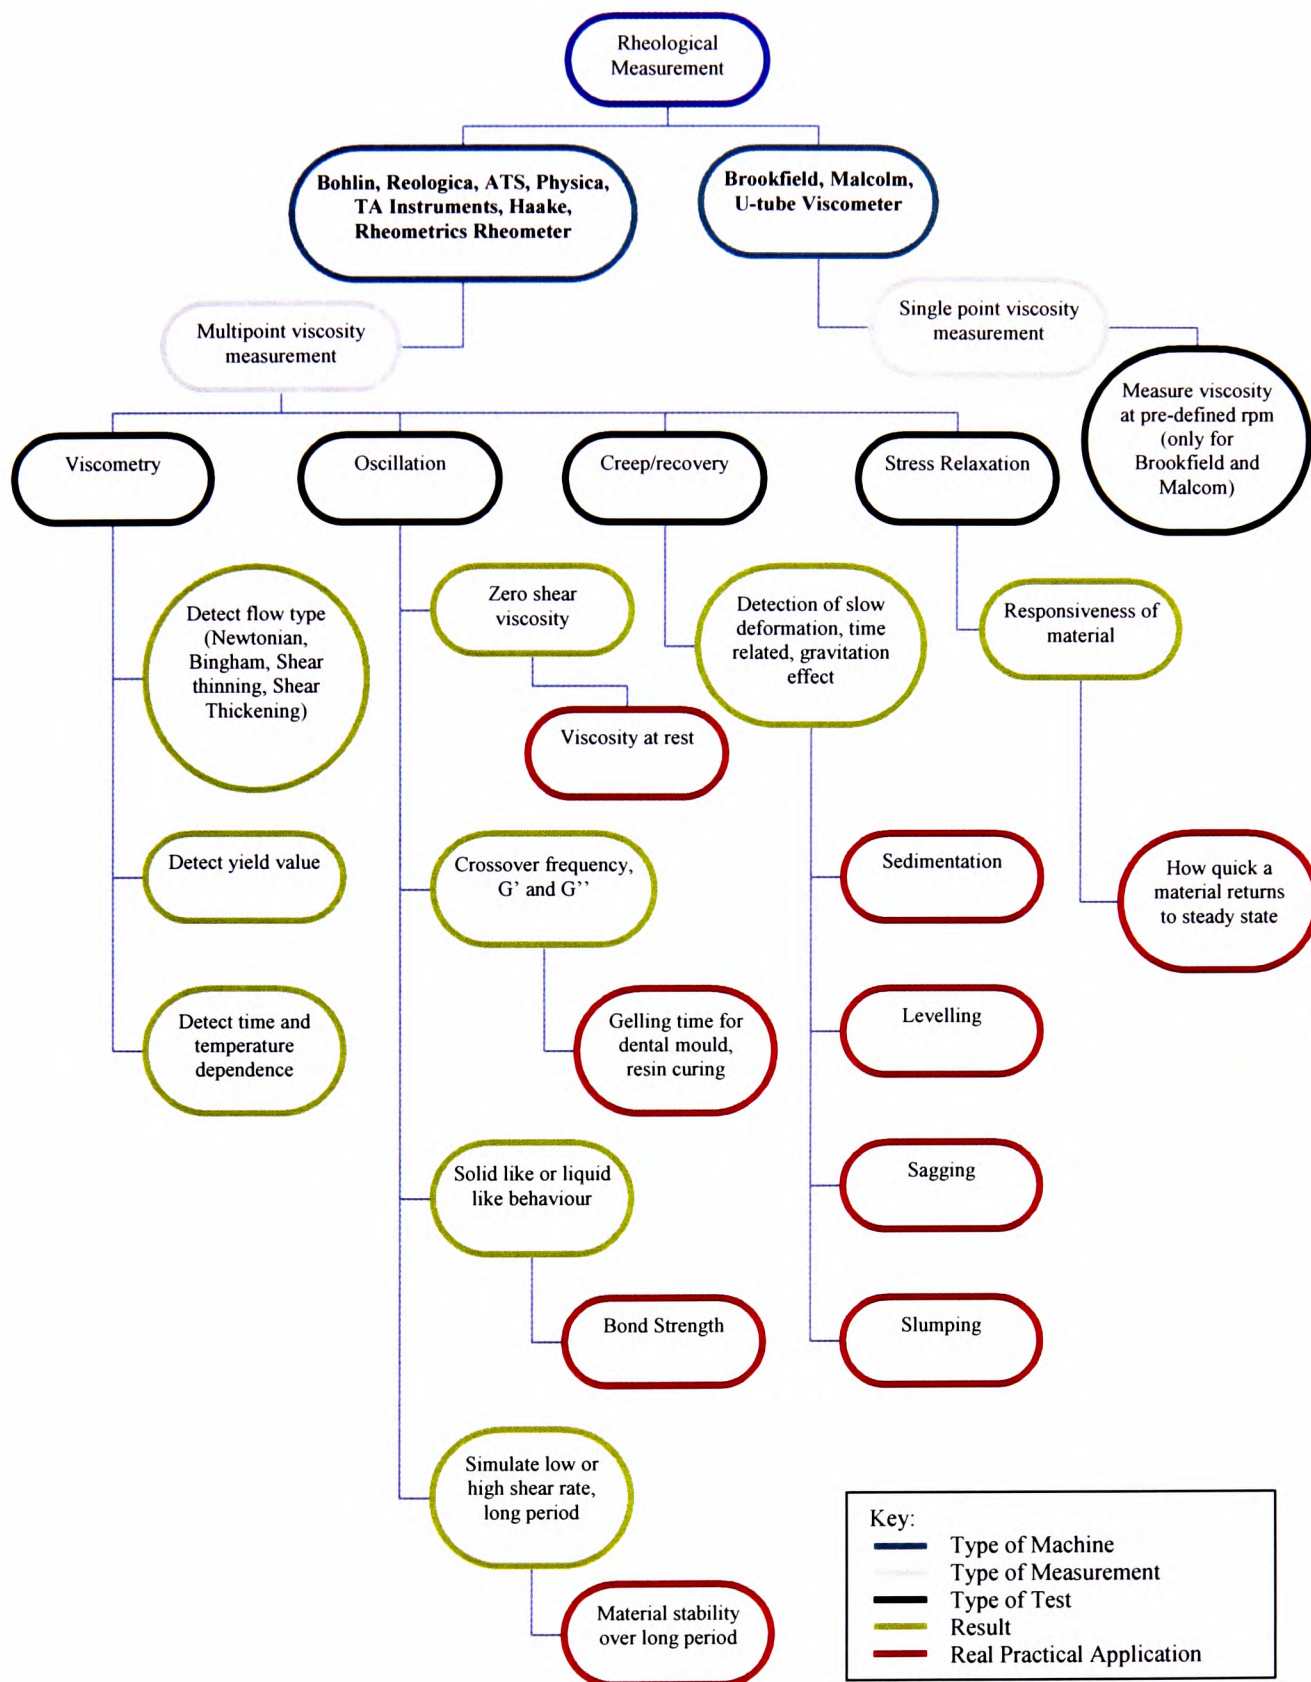 Rheological
Measurement
Bohlin, Reologica, ATS, Physica,
TA Instruments, Haake,
Rheometrics Rheometer
Brookfield, Malcolm,
U-tube Viscometer
Multipoint viscosity
measurement
Single point viscosity
measurement
Measure viscosity
at pre-defined rpm
(only for
Brookfield and
Malcom)
Viscometry
Oscillation
Creep/recovery
Stress Relaxation
Detect flow type
(Newtonian,
Bingham, Shear
thinning, Shear
Thickening)
Zero shear
viscosity
Detection of slow
deformation, time
related, gravitation
effect
Responsiveness of
material
Viscosity at rest
Detect yield value
Crossover frequency,
G' and G''
Sedimentation
How quick a
material returns
to steady state
Detect time and
temperature
dependence
Gelling time for
dental mould,
resin curing
Levelling
Solid like or liquid
like behaviour
Sagging
Bond Strength
Slumping
Simulate low or
high shear rate,
long period
Material stability
over long period
Key:
Type of Machine
Type of Measurement
Type of Test
Result
Real Practical Application